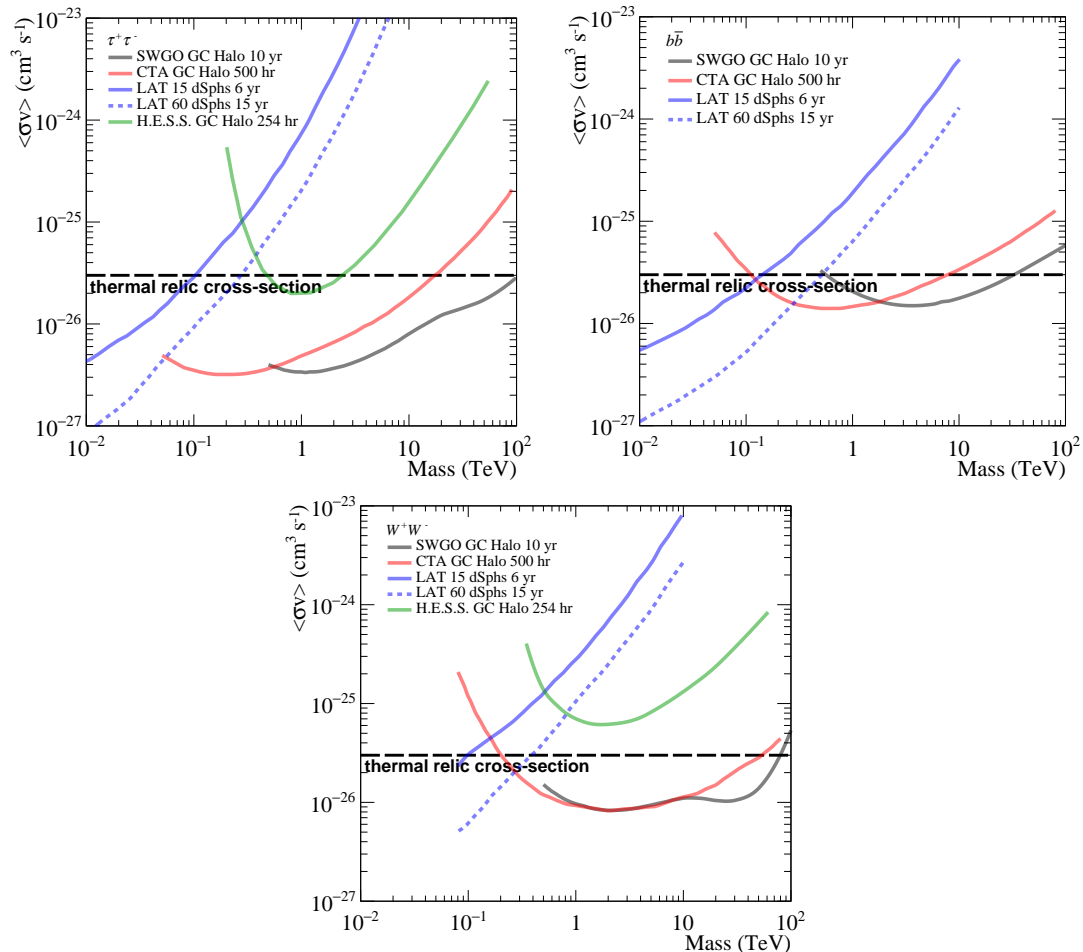 <σv> (cm³ s⁻¹)
10⁻²³
10⁻²⁴
10⁻²⁵
10⁻²⁶
10⁻²⁷
τ⁺τ⁻
SWGO GC Halo 10 yr
CTA GC Halo 500 hr
LAT 15 dSphs 6 yr
LAT 60 dSphs 15 yr
H.E.S.S. GC Halo 254 hr
thermal relic cross-section
10⁻² 10⁻¹ 1 10 10²
Mass (TeV)
<σv> (cm³ s⁻¹)
10⁻²³
10⁻²⁴
10⁻²⁵
10⁻²⁶
10⁻²⁷
bb̅
SWGO GC Halo 10 yr
CTA GC Halo 500 hr
LAT 15 dSphs 6 yr
LAT 60 dSphs 15 yr
thermal relic cross-section
10⁻² 10⁻¹ 1 10 10²
Mass (TeV)
<σv> (cm³ s⁻¹)
10⁻²³
10⁻²⁴
10⁻²⁵
10⁻²⁶
10⁻²⁷
W⁺W⁻
SWGO GC Halo 10 yr
CTA GC Halo 500 hr
LAT 15 dSphs 6 yr
LAT 60 dSphs 15 yr
H.E.S.S. GC Halo 254 hr
thermal relic cross-section
10⁻² 10⁻¹ 1 10 10²
Mass (TeV)